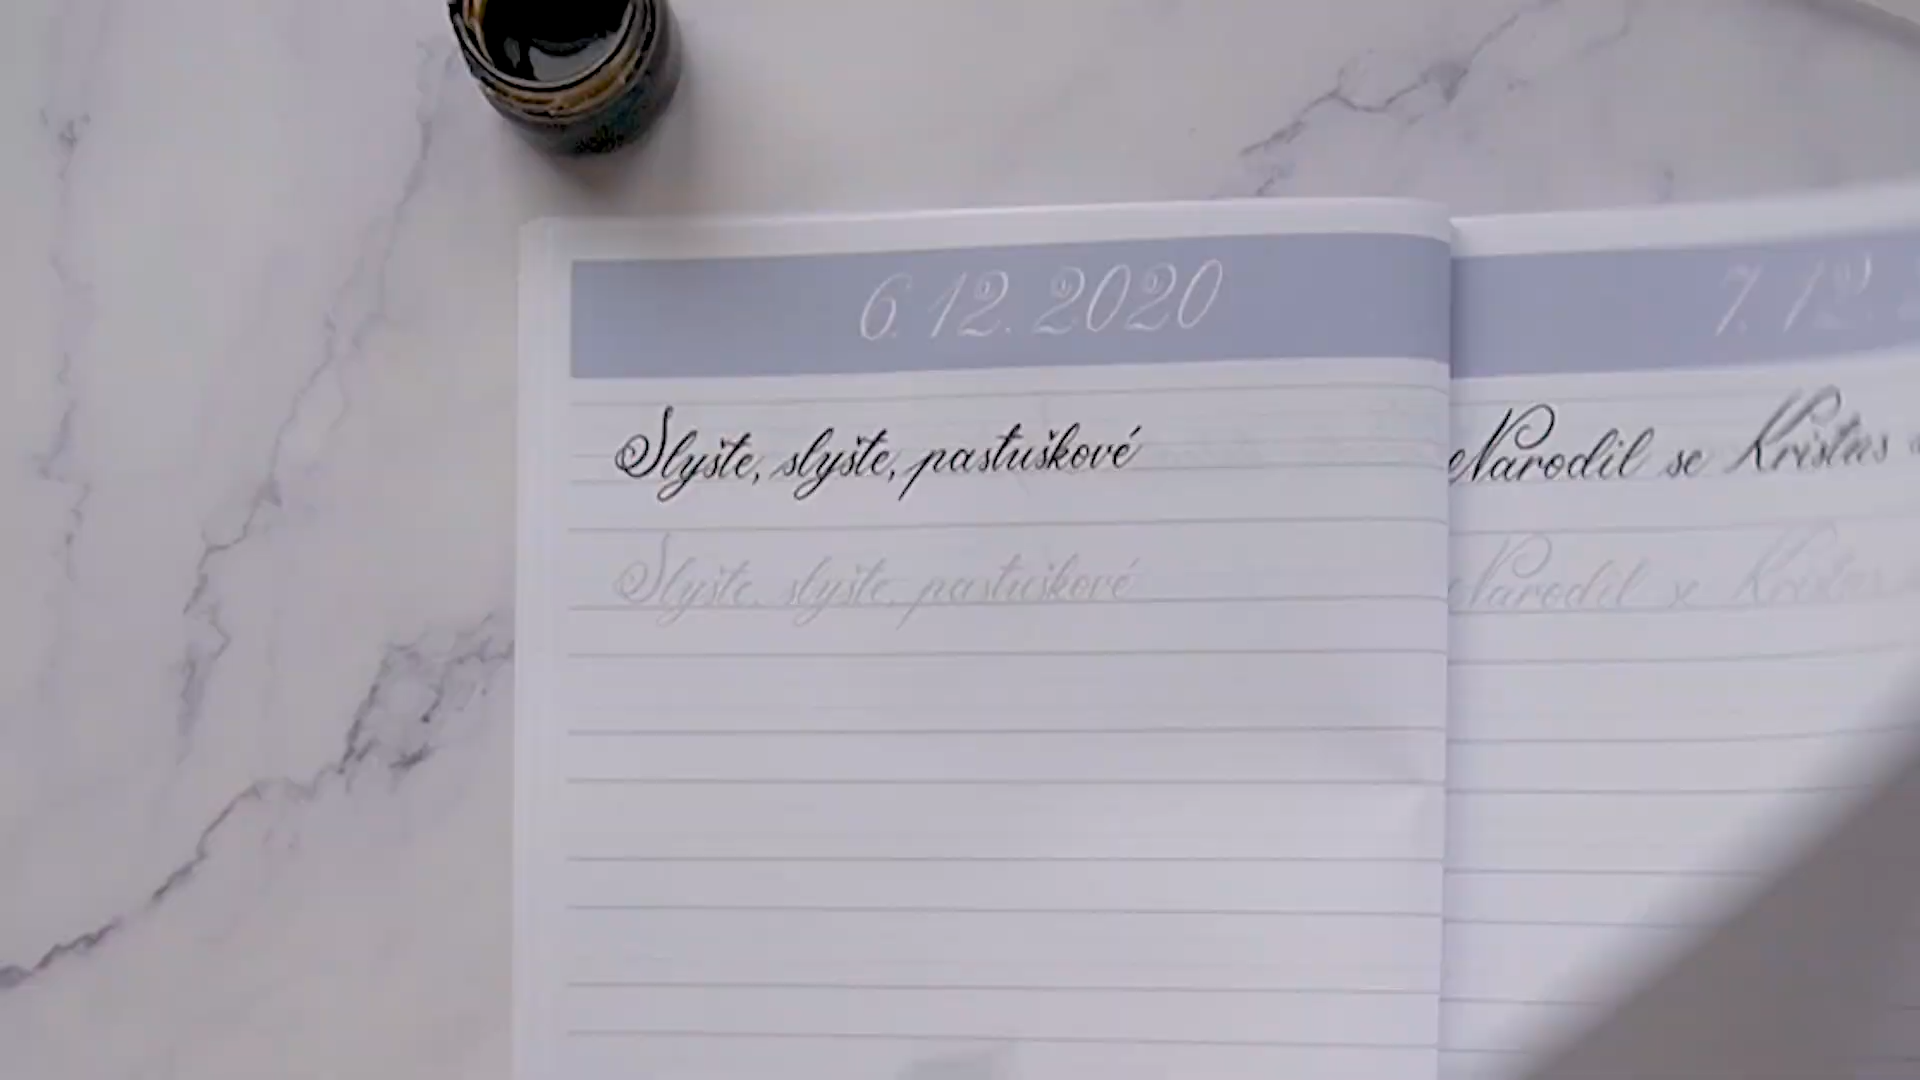 6. 12. 2020
Slyšte, slyšte, pastuškové
Slyšte, slyšte, pastuškové
7. 12.
Narodil se Kristus
Narodil se Kristus